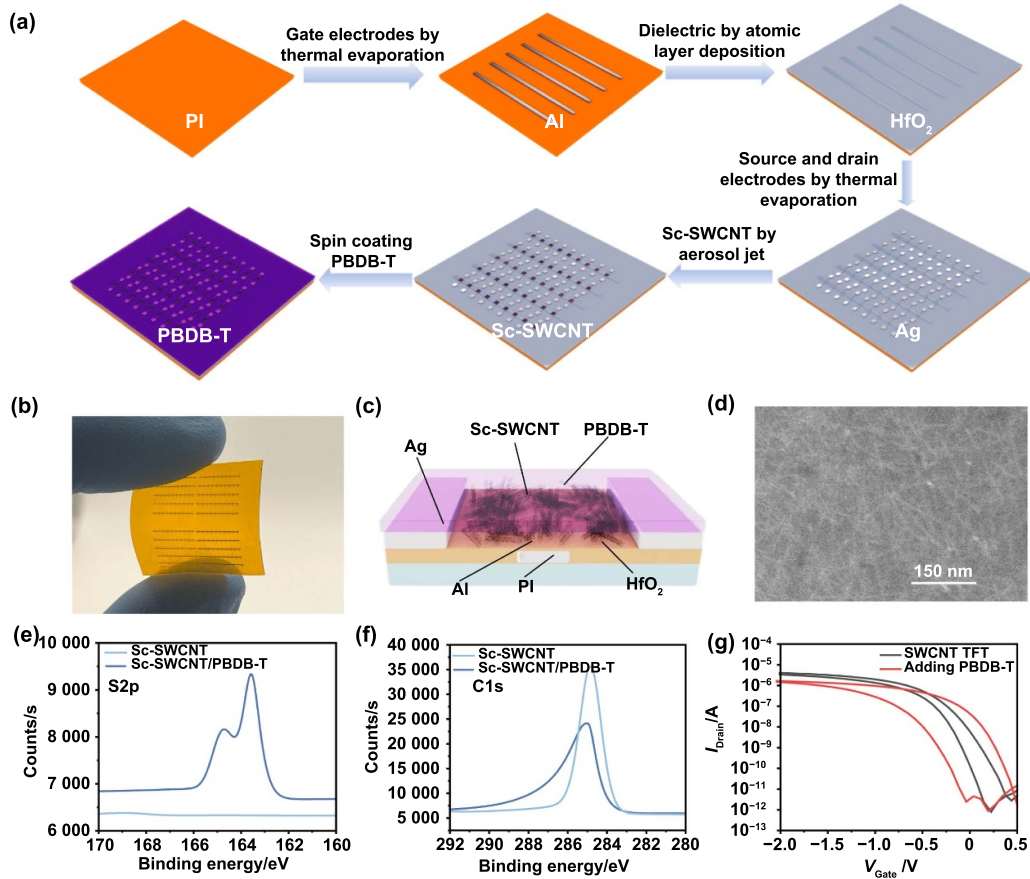 (a)
Gate electrodes by
thermal evaporation
Dielectric by atomic
layer deposition
PI
Al
HfO2
Source and drain
electrodes by thermal
evaporation
Spin coating
PBDB-T
Sc-SWCNT by
aerosol jet
PBDB-T
Sc-SWCNT
Ag
(b)
(c)
Sc-SWCNT
PBDB-T
Ag
Al
PI
HfO2
(d)
150 nm
(e)
10 000
9 000
8 000
7 000
6 000
Counts/s
Sc-SWCNT
Sc-SWCNT/PBDB-T
S2p
170 168 166 164 162 160
Binding energy/eV
(f)
40 000
35 000
30 000
25 000
20 000
15 000
10 000
5 000
Counts/s
Sc-SWCNT
Sc-SWCNT/PBDB-T
C1s
292 290 288 286 284 282 280
Binding energy/eV
(g)
10−4
10−5
10−6
10−7
10−8
10−9
10−10
10−11
10−12
10−13
IDrain/A
SWCNT TFT
Adding PBDB-T
−2.0 −1.5 −1.0 −0.5 0 0.5
VGate /V